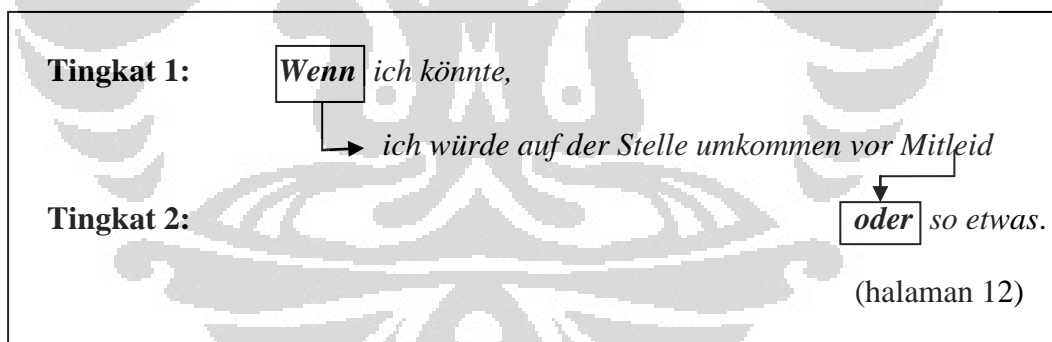 Tingkat 1: Wenn ich könnte,
ich würde auf der Stelle umkommen vor Mitleid
Tingkat 2: oder so etwas.
(halaman 12)